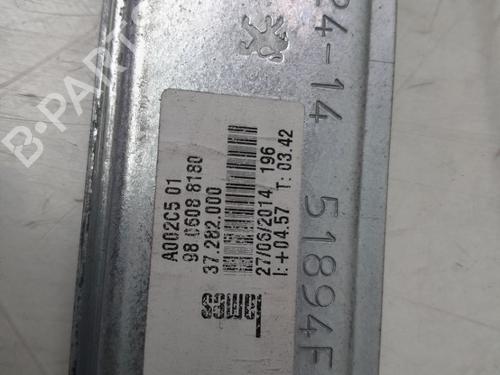 A002C5 01
98 0608 8180
37.282.000
27/06/2014 196
I:+04.57 T: 03.42
lames
24-14 51894F
B-PARTS